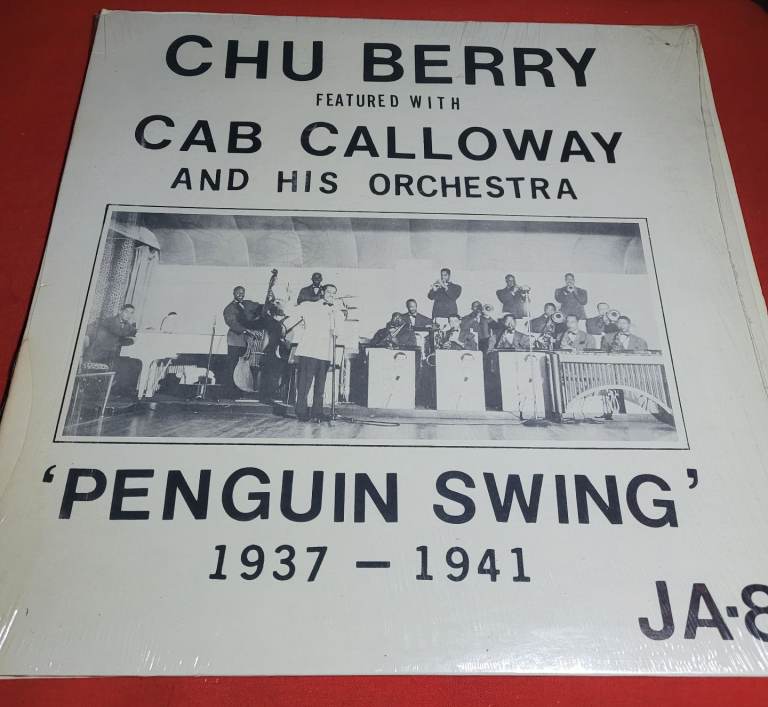 CHU BERRY
FEATURED WITH
CAB CALLOWAY
AND HIS ORCHESTRA
'PENGUIN SWING'
1937 — 1941
JA-8